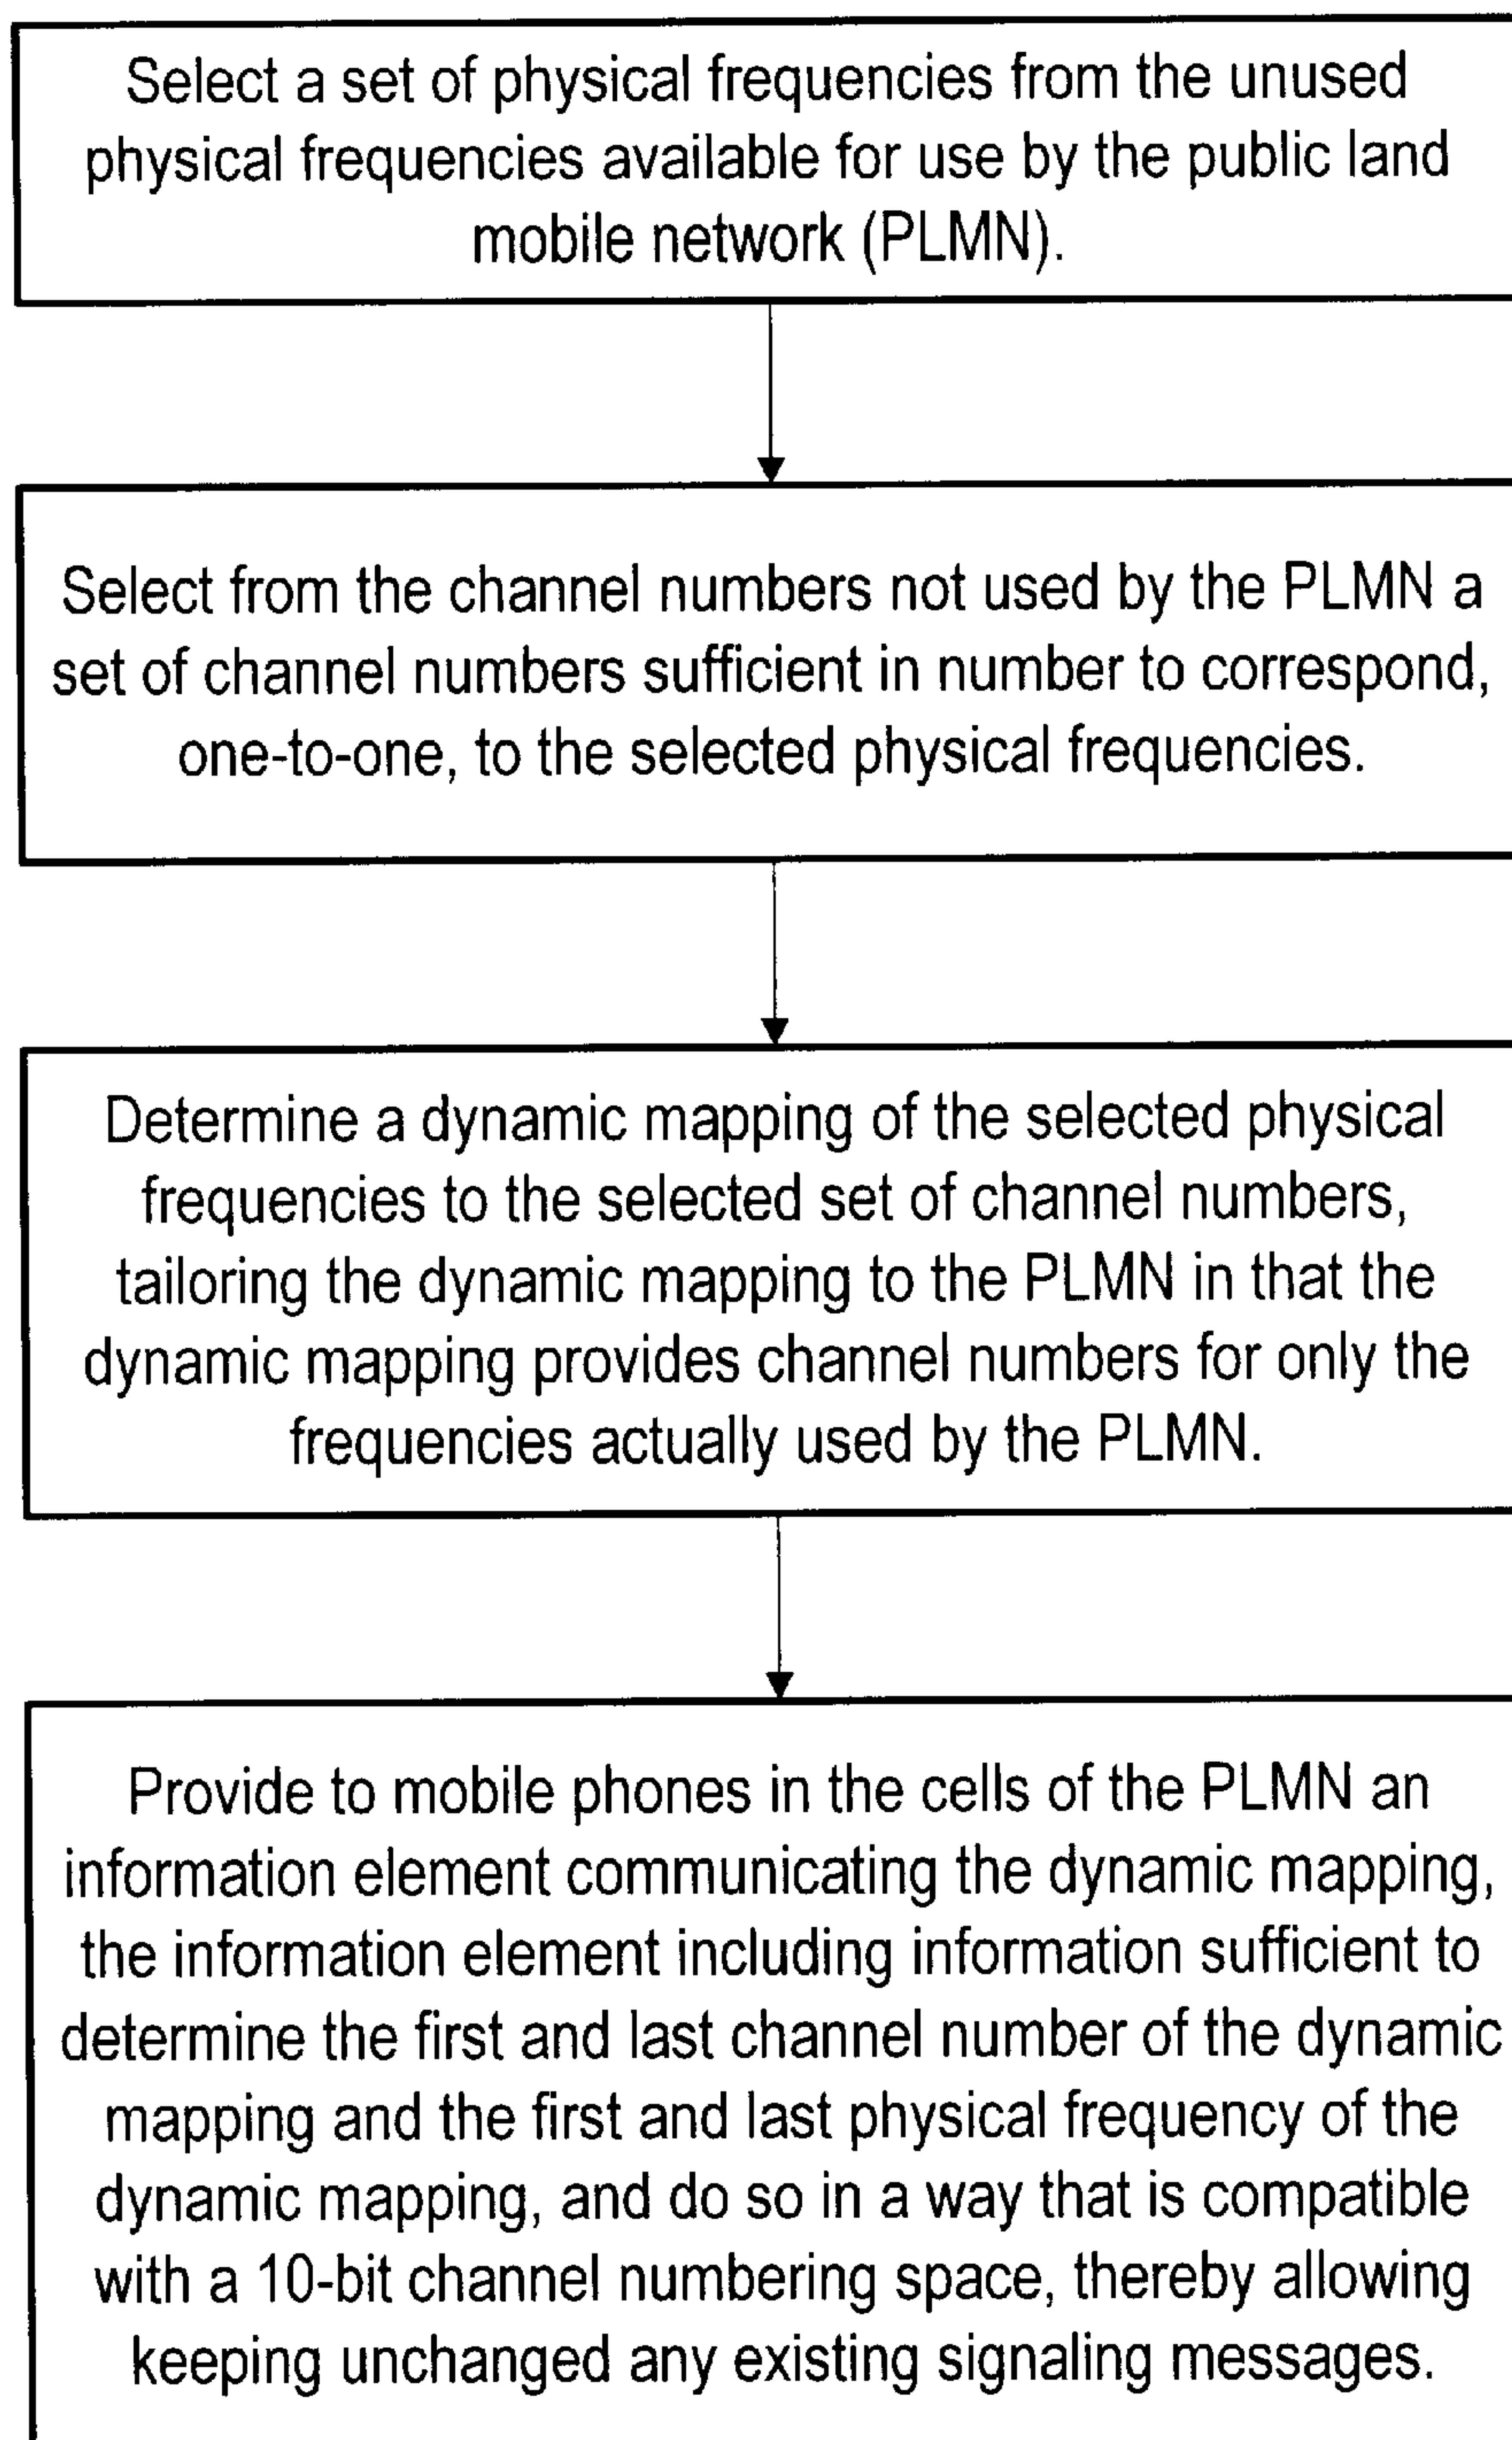 Select a set of physical frequencies from the unused
physical frequencies available for use by the public land
mobile network (PLMN).
Select from the channel numbers not used by the PLMN a
set of channel numbers sufficient in number to correspond,
one-to-one, to the selected physical frequencies.
Determine a dynamic mapping of the selected physical
frequencies to the selected set of channel numbers,
tailoring the dynamic mapping to the PLMN in that the
dynamic mapping provides channel numbers for only the
frequencies actually used by the PLMN.
Provide to mobile phones in the cells of the PLMN an
information element communicating the dynamic mapping,
the information element including information sufficient to
determine the first and last channel number of the dynamic
mapping and the first and last physical frequency of the
dynamic mapping, and do so in a way that is compatible
with a 10-bit channel numbering space, thereby allowing
keeping unchanged any existing signaling messages.